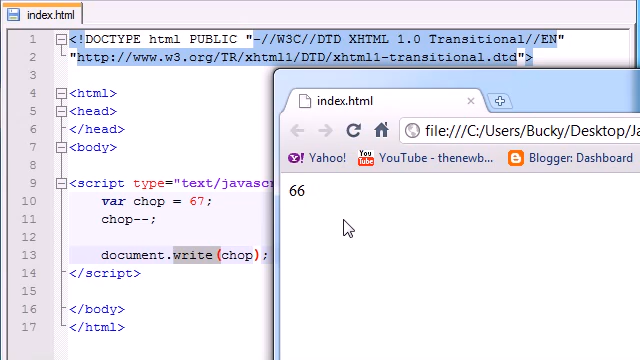 index.html
1 <!DOCTYPE html PUBLIC "-//W3C//DTD XHTML 1.0 Transitional//EN"
2 "http://www.w3.org/TR/xhtml1/DTD/xhtml1-transitional.dtd">
3
4 <html>
5 <head>
6 </head>
7 <body>
8
9 <script type="text/javasc
10 var chop = 67;
11 chop--;
12
13 document.write(chop);
14 </script>
15
16 </body>
17 </html>
index.html
file:///C:/Users/Bucky/Desktop/Ja
Yahoo! YouTube - thenewb... Blogger: Dashboard
66